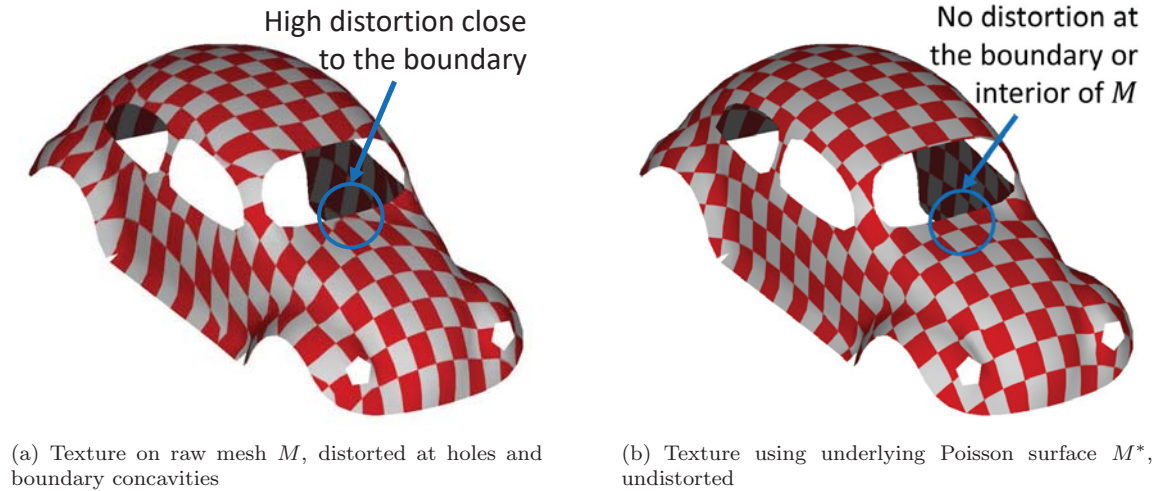 High distortion close
to the boundary
No distortion at
the boundary or
interior of M
(a) Texture on raw mesh M, distorted at holes and
boundary concavities
(b) Texture using underlying Poisson surface M*,
undistorted